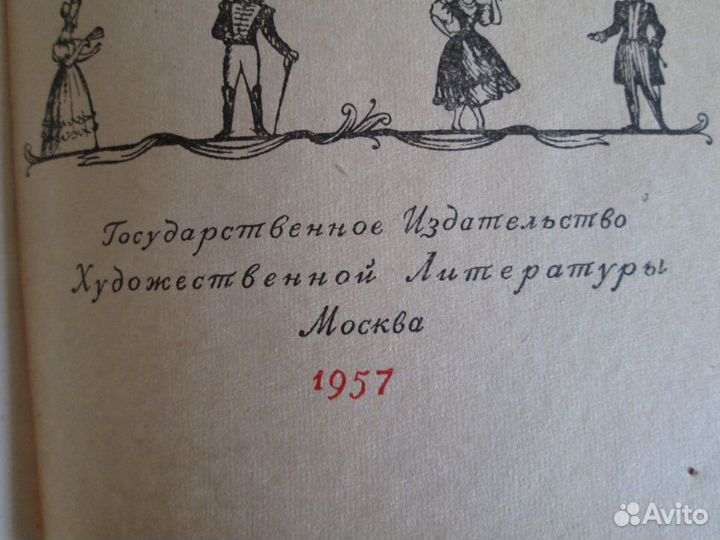 Государственное Издательство
Художественной Литературы
Москва
1957
Avito